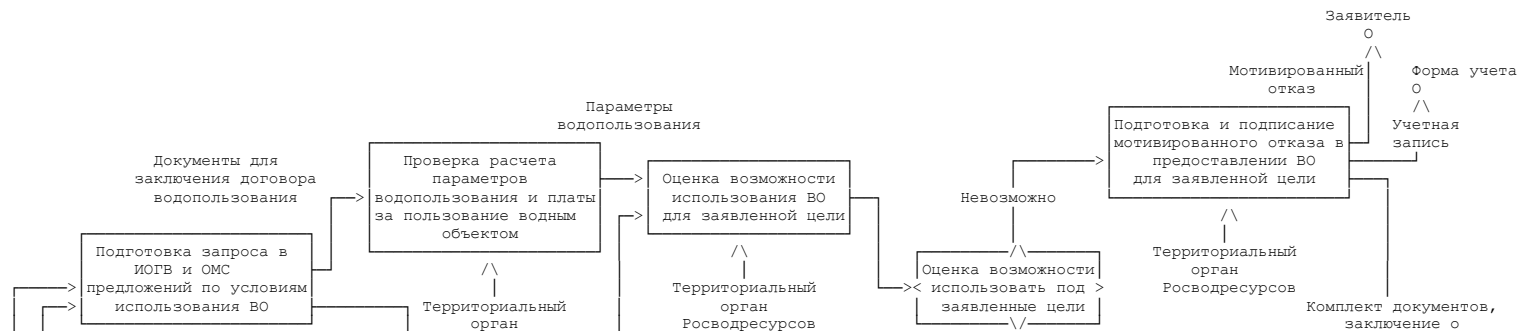 Заявитель
Мотивированный
отказ
Форма учета
Учетная
запись
Подготовка и подписание
мотивированного отказа в
предоставлении ВО
для заявленной цели
Параметры
водопользования
Документы для
заключения договора
водопользования
Проверка расчета
параметров
водопользования и платы
за пользование водным
объектом
Оценка возможности
использования ВО
для заявленной цели
Невозможно
Подготовка запроса в
ИОГВ и ОМС
предложений по условиям
использования ВО
Территориальный
орган
Территориальный
орган
Росводресурсов
Оценка возможности
использовать под
заявленные цели
Территориальный
орган
Росводресурсов
Комплект документов,
заключение о